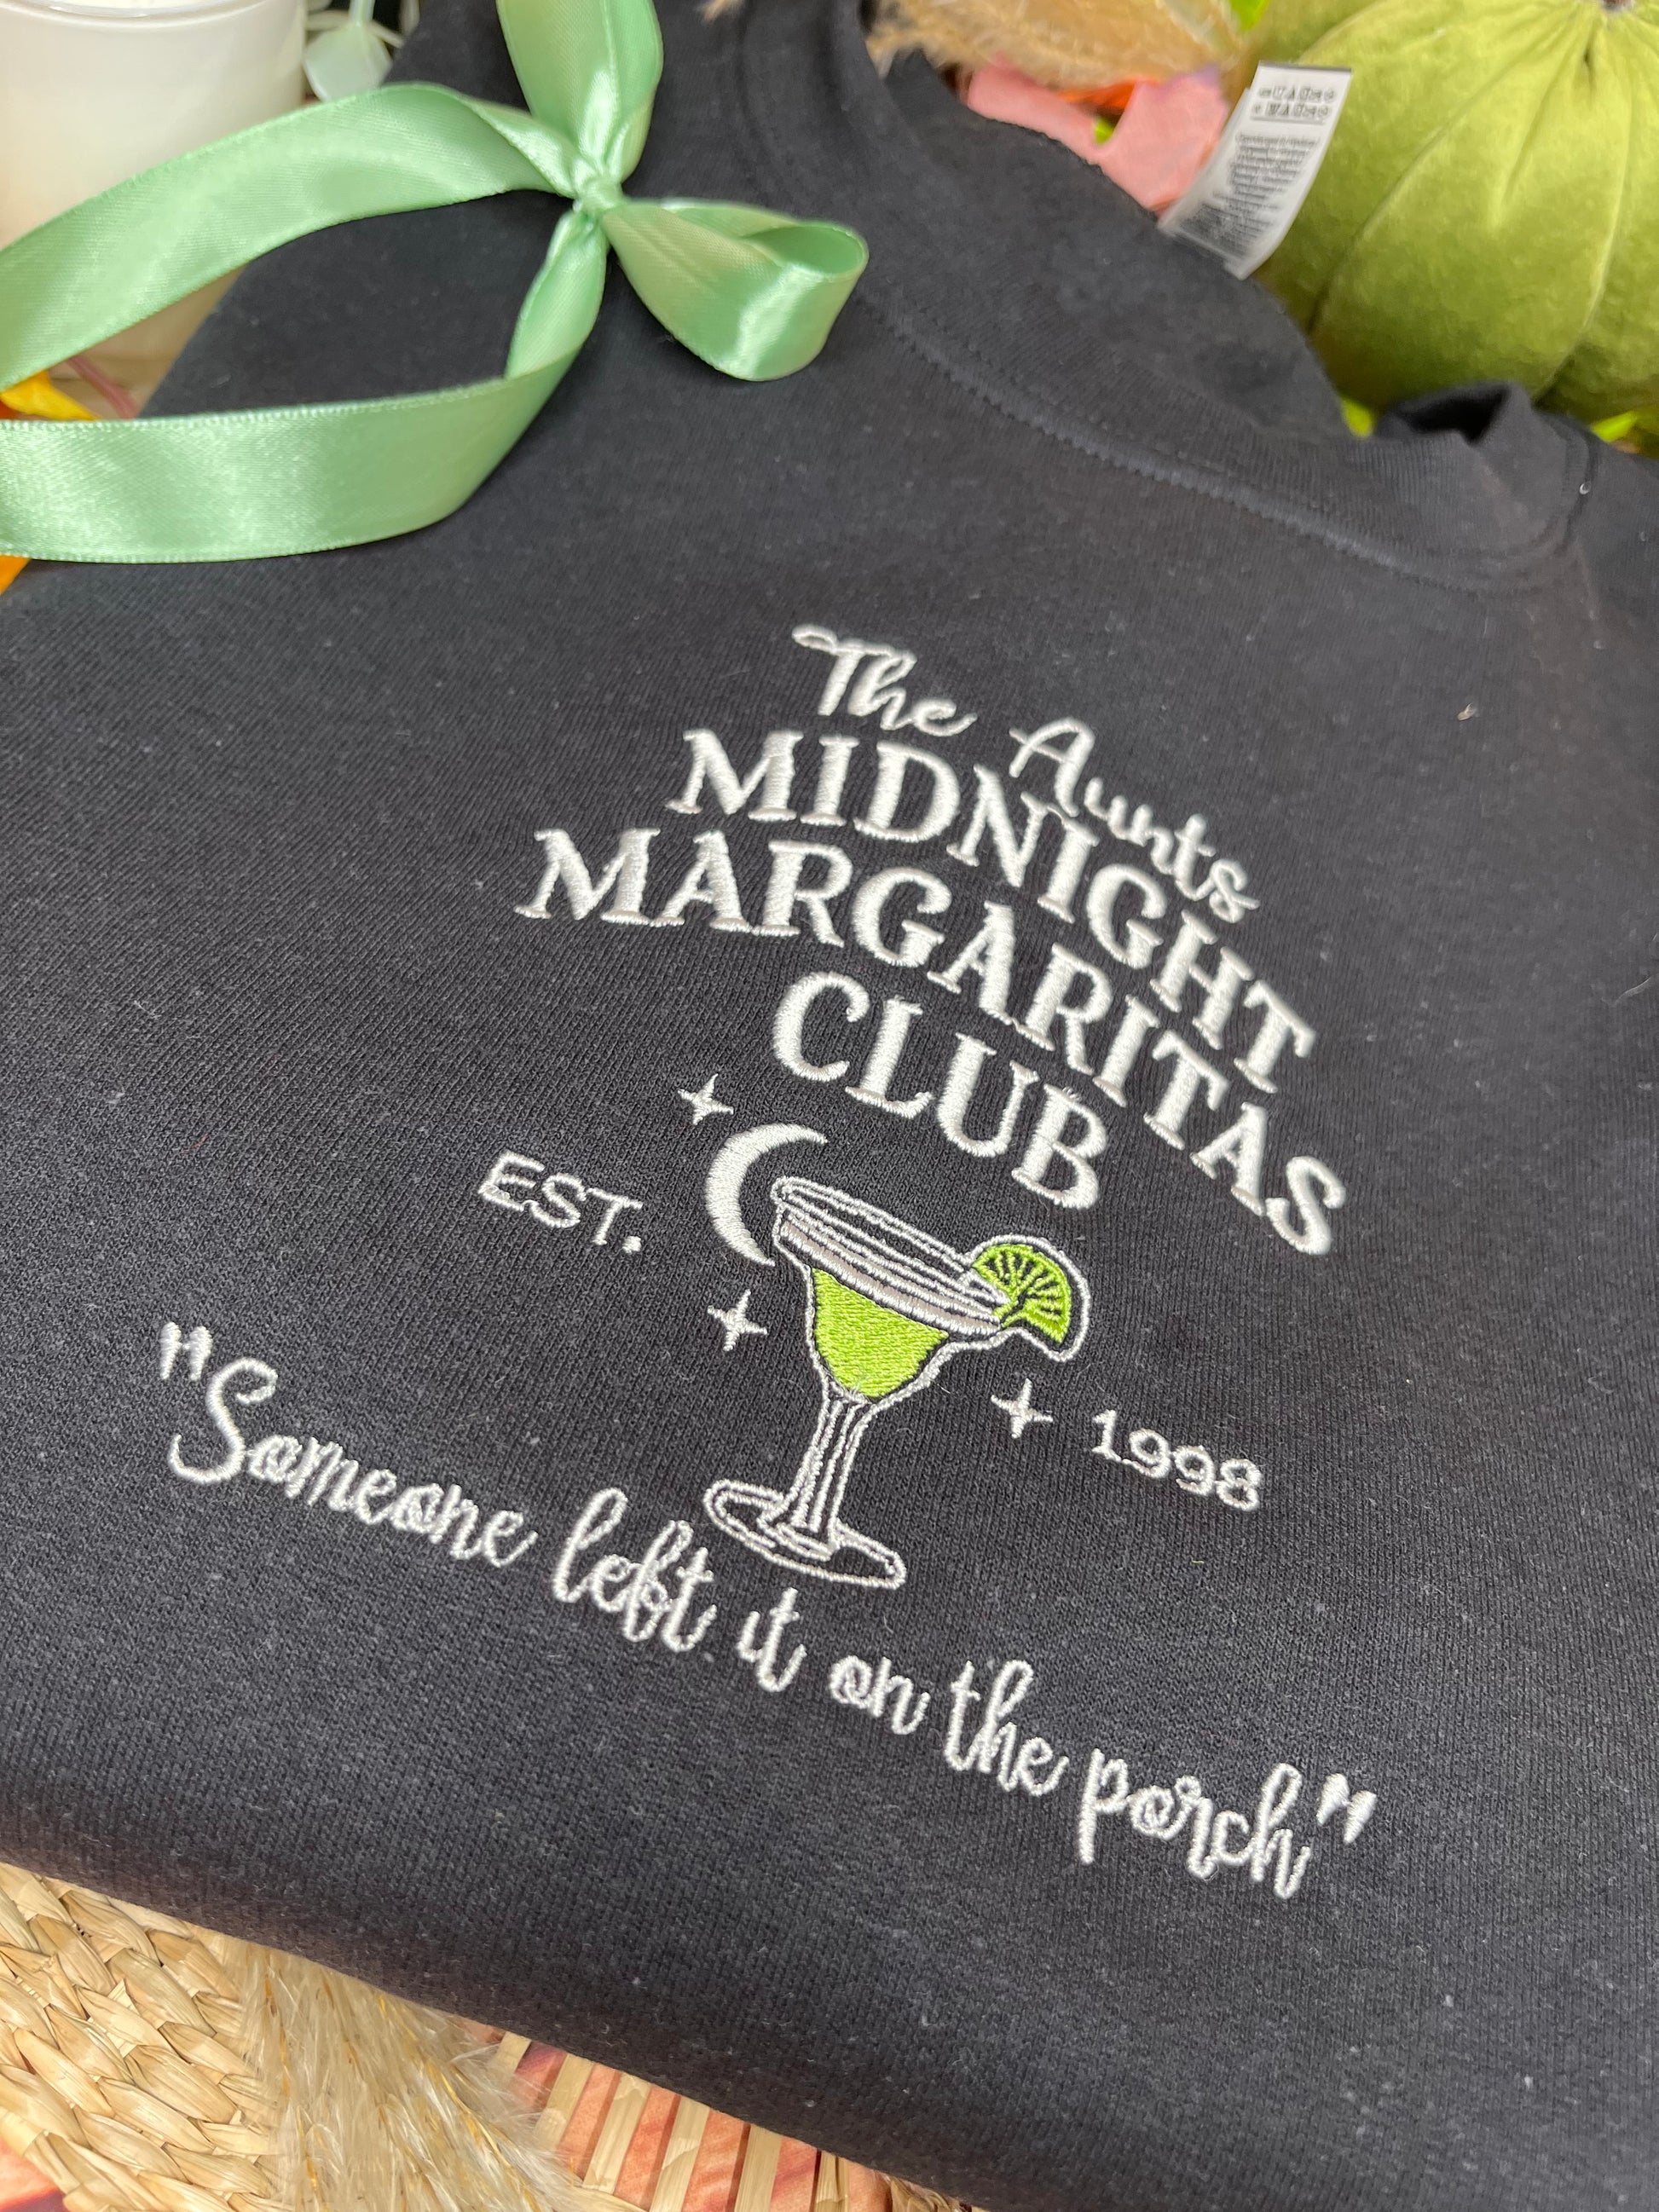 The Aunts
MIDNIGHT
MARGARITAS
CLUB
EST. 1998
"Someone left it on the porch"